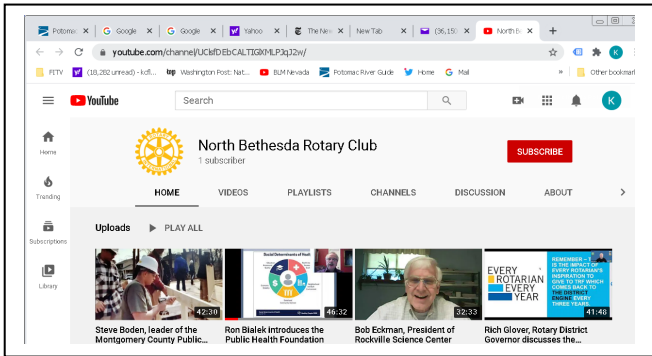 Potomac
Google
Google
Yahoo
The New
New Tab
North Be
youtube.com/channel/
FITV
(18,282 unread) - kcfl...
Washington Post: Nat...
BLM Nevada
Potomac River Guide
Home
Gmail
»
Other bookmar
YouTube
Search
K
Home
Trending
Subscriptions
Library
North Bethesda Rotary Club
1 subscriber
SUBSCRIBE
HOME
VIDEOS
PLAYLISTS
CHANNELS
DISCUSSION
ABOUT
Uploads
PLAY ALL
42:30
Social Determinants of Health
46:32
32:33
EVERY
ROTARIAN
EVERY
YEAR
REMEMBER - T
IS THE IMPACT OF
EVERY ROTARIAN'S
INSPIRATION TO
GIVE TO TRF WHICH
COMES BACK TO
THE DISTRICT
ENGINE EVERY
THREE YEARS.
41:48
Steve Boden, leader of the
Montgomery County Public...
Ron Bialek introduces the
Public Health Foundation
Bob Eckman, President of
Rockville Science Center
Rich Glover, Rotary District
Governor discusses the...